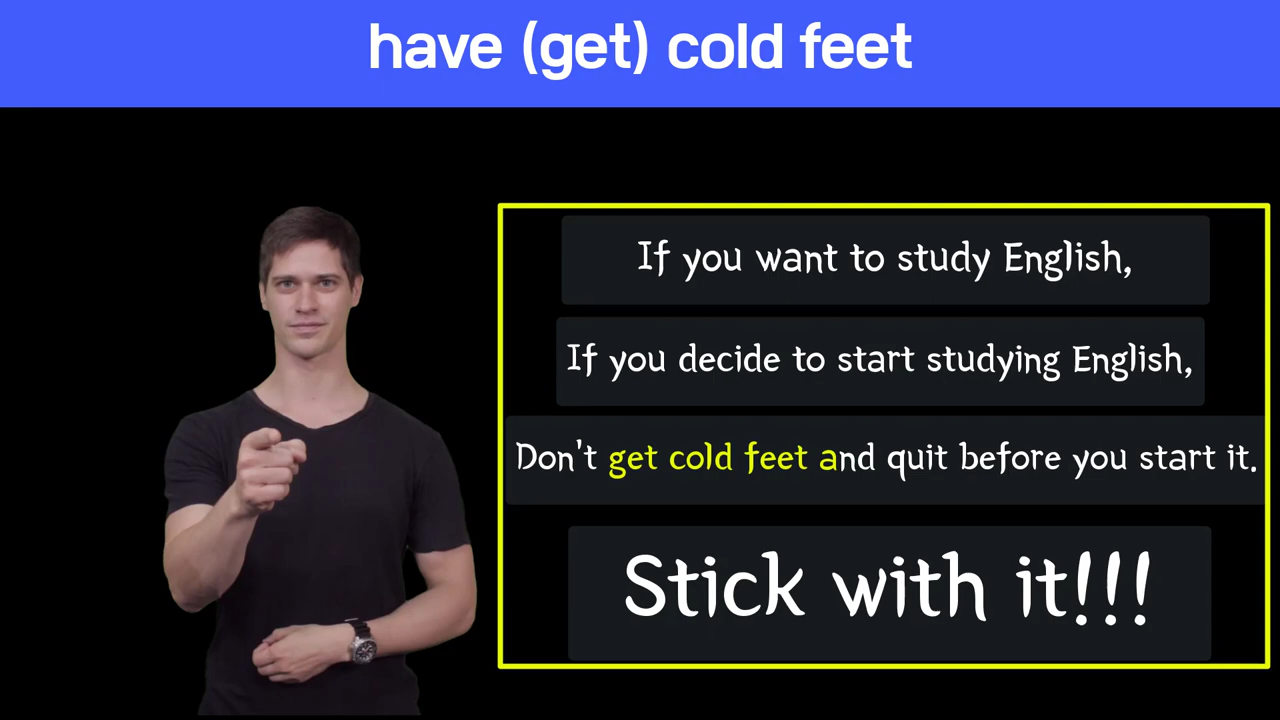 have (get) cold feet
If you want to study English,
If you decide to start studying English,
Don't get cold feet and quit before you start it.
Stick with it!!!